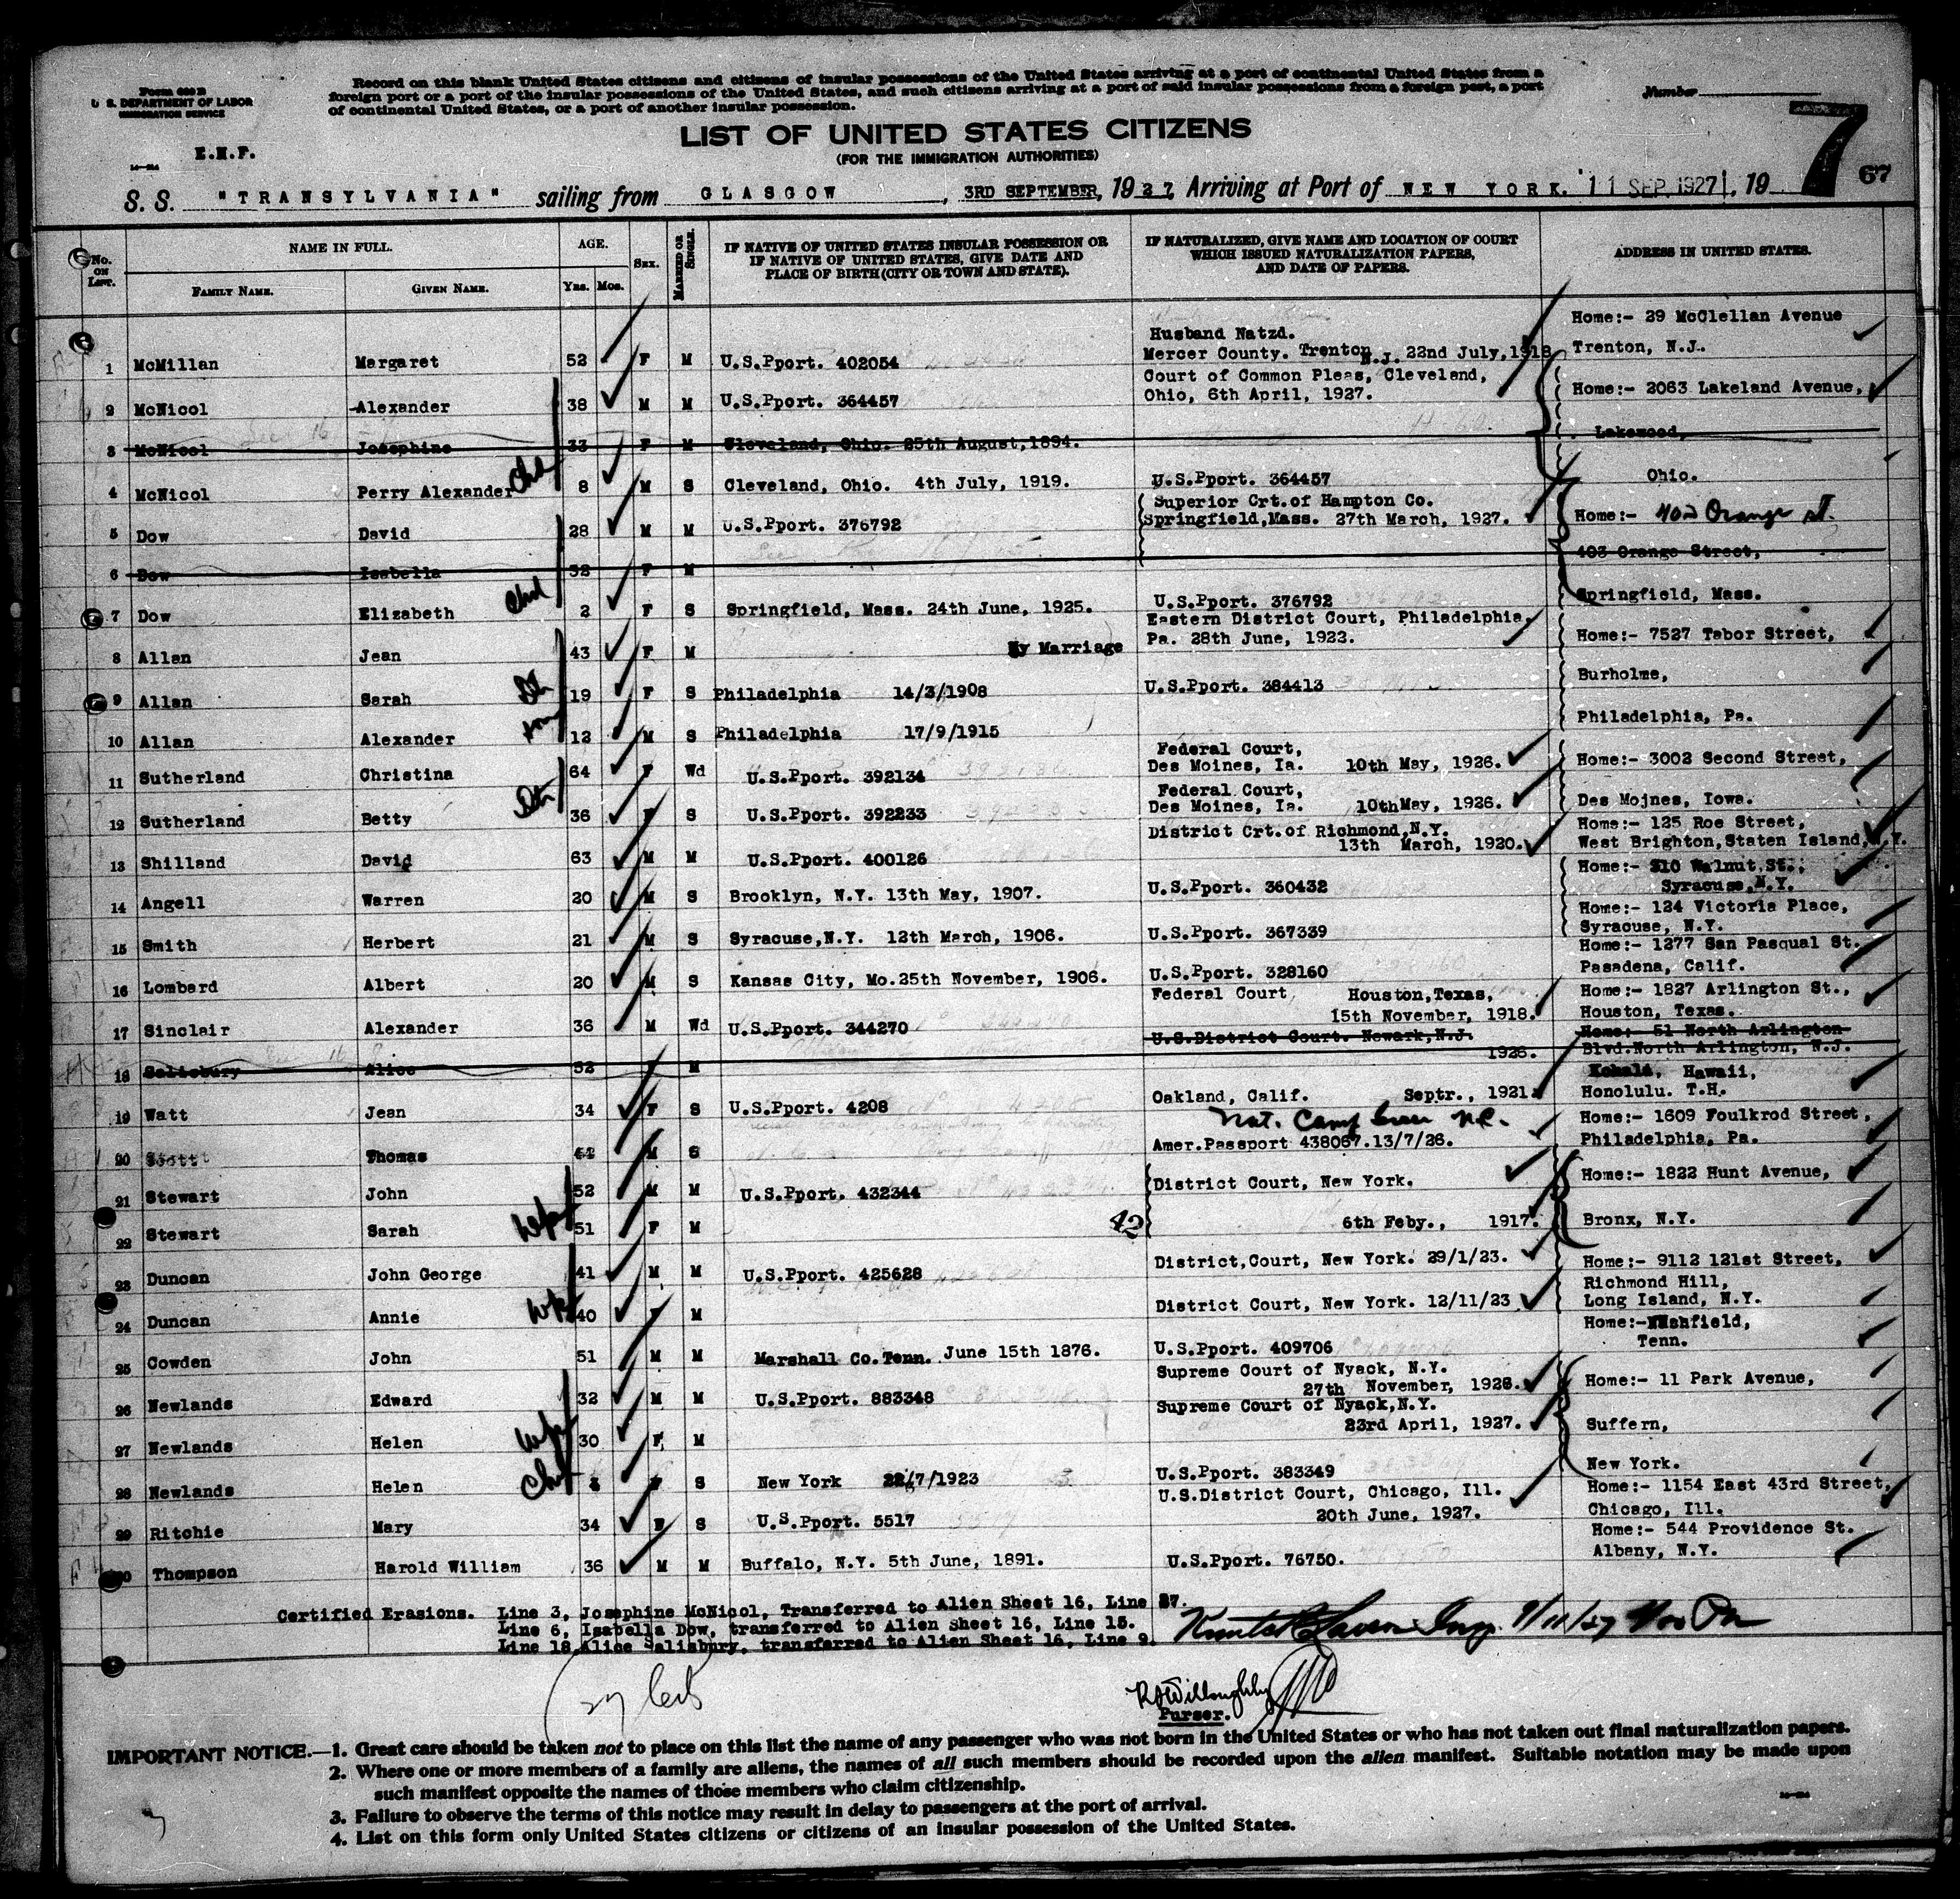 Form 630 B
U. S. DEPARTMENT OF LABOR
IMMIGRATION SERVICE
Record on this blank United States citizens and citizens of insular possessions of the United States arriving at a port of continental United States from a
foreign port or a port of the insular possessions of the United States, and such citizens arriving at a port of said insular possessions from a foreign port, a port
of continental United States, or a port of another insular possession.
Number
7 67
LIST OF UNITED STATES CITIZENS
(FOR THE IMMIGRATION AUTHORITIES)
S. S. "TRANSYLVANIA" sailing from GLASGOW, 3RD SEPTEMBER, 1927, Arriving at Port of NEW YORK. 11 SEP 1927, 19
No. ON LIST. NAME IN FULL. AGE. SEX. MARRIED OR SINGLE. IF NATIVE OF UNITED STATES INSULAR POSSESSION OR IF NATIVE OF UNITED STATES, GIVE DATE AND PLACE OF BIRTH (CITY OR TOWN AND STATE). IF NATURALIZED, GIVE NAME AND LOCATION OF COURT WHICH ISSUED NATURALIZATION PAPERS, AND DATE OF PAPERS. ADDRESS IN UNITED STATES.
FAMILY NAME. GIVEN NAME. Yrs. Mos.
1 McMillan Margaret 52 F M U.S.Pport. 402054 Husband Natzd. Mercer County. Trenton N.J. 22nd July, 1918 Home:- 29 McClellan Avenue Trenton, N.J.
2 McNicol Alexander 38 M M U.S.Pport. 364457 Court of Common Pleas, Cleveland, Ohio, 6th April, 1927. Home:- 2063 Lakeland Avenue,
3 McNicol Josephine 33 F M Cleveland, Ohio. 25th August, 1894. Lakewood,
4 McNicol Perry Alexander Chd 8 M S Cleveland, Ohio. 4th July, 1919. U.S.Pport. 364457 Ohio.
5 Dow David 28 M M U.S.Pport. 376792 Superior Crt.of Hampton Co. Springfield,Mass. 27th March, 1927. Home:- 402 Orange St.
6 Dow Isabella F M 403 Orange Street,
7 Dow Elizabeth Chd 2 F S Springfield, Mass. 24th June, 1925. U.S.Pport. 376792 Springfield, Mass.
8 Allan Jean 43 F M By Marriage Eastern District Court, Philadelphia, Pa. 28th June, 1922. Home:- 7527 Tabor Street,
9 Allan Sarah 19 F S Philadelphia 14/3/1908 U.S.Pport. 384413 Burholme,
10 Allan Alexander 12 M S Philadelphia 17/9/1915 Philadelphia, Pa.
11 Sutherland Christina 64 F Wd U.S.Pport. 392134 Federal Court, Des Moines, Ia. 10th May, 1926. Home:- 3002 Second Street,
12 Sutherland Betty 36 F S U.S.Pport. 392233 Federal Court, Des Moines, Ia. 10th May, 1926. Des Mojnes, Iowa.
13 Shilland David 63 M M U.S.Pport. 400126 District Crt.of Richmond,N.Y. 13th March, 1920. Home:- 125 Roe Street, West Brighton,Staten Island,N.Y.
14 Angell Warren 20 M S Brooklyn, N.Y. 13th May, 1907. U.S.Pport. 360432 Home:- 310 Walnut.St., Syracuse,N.Y.
15 Smith Herbert 21 M S Syracuse,N.Y. 12th March, 1906. U.S.Pport. 367339 Home:- 124 Victoria Place, Syracuse, N.Y.
16 Lombard Albert 20 M S Kansas City, Mo.25th November, 1906. U.S.Pport. 328160 Home:- 1277 San Pasqual St. Pasadena, Calif.
17 Sinclair Alexander 36 M Wd U.S.Pport. 344270 Federal Court Houston,Texas, 15th November, 1918. Home:- 1827 Arlington St., Houston, Texas.
18 Salisbury Alice 52 F M U.S.District Court. Newark,N.J. 1926. Home:- 51 North Arlington Blvd.North Arlington, N.J.
19 Watt Jean 34 F S U.S.Pport. 4208 Oakland, Calif. Septr., 1921 Kohala, Hawaii, Honolulu. T.H.
20 Scott Thomas M S Nat. Camp N.C. Amer.Passport 438067.13/7/26. Home:- 1609 Foulkrod Street, Philadelphia, Pa.
21 Stewart John 52 M M U.S.Pport. 432344 District Court, New York. Home:- 1822 Hunt Avenue,
22 Stewart Sarah Wife 51 F M 42 6th Feby., 1917. Bronx, N.Y.
23 Duncan John George 41 M M U.S.Pport. 425628 District,Court, New York. 29/1/23. Home:- 9112 121st Street,
24 Duncan Annie Wife 40 F M District Court, New York. 12/11/23 Richmond Hill, Long Island, N.Y.
25 Cowden John 51 M M Marshall Co.Tenn. June 15th 1876. U.S.Pport. 409706 Home:- Tenn.
26 Newlands Edward 32 M M U.S.Pport. 883348 Supreme Court of Nyack, N.Y. 27th November, 1926. Home:- 11 Park Avenue,
27 Newlands Helen Wife 30 F M Supreme Court of Nyack,N.Y. 23rd April, 1927. Suffern,
28 Newlands Helen Chd 4 F S New York 22/7/1923 U.S.Pport. 383349 New York.
29 Ritchie Mary 34 F S U.S.Pport. 5517 U.S.District Court, Chicago, Ill. 20th June, 1927. Home:- 1154 East 43rd Street, Chicago, Ill.
30 Thompson Harold William 36 M M Buffalo, N.Y. 5th June, 1891. U.S.Pport. 76750. Home:- 544 Providence St. Albany, N.Y.
Certified Erasions. Line 3, Josephine McNicol, Transferred to Alien Sheet 16, Line 27.
Line 6, Isabella Dow, transferred to Alien Sheet 16, Line 15.
Line 18 Alice Salisbury, transferred to Alien Sheet 16, Line 9.
9/11/27
R Willoughby
Purser.
IMPORTANT NOTICE.—1. Great care should be taken not to place on this list the name of any passenger who was not born in the United States or who has not taken out final naturalization papers.
2. Where one or more members of a family are aliens, the names of all such members should be recorded upon the alien manifest. Suitable notation may be made upon
such manifest opposite the names of those members who claim citizenship.
3. Failure to observe the terms of this notice may result in delay to passengers at the port of arrival.
4. List on this form only United States citizens or citizens of an insular possession of the United States.